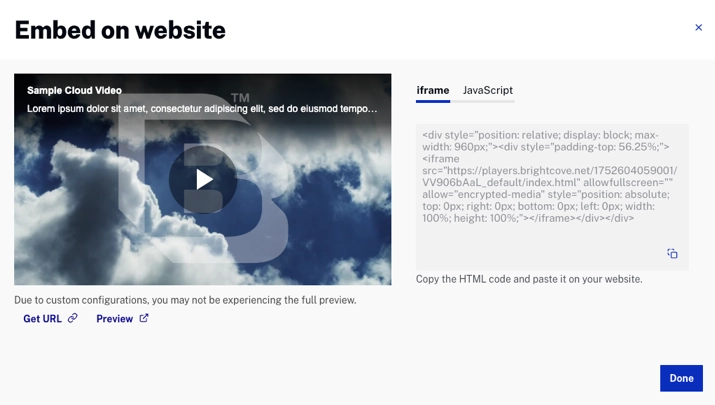 Embed on website
×
Sample Cloud Video
Lorem ipsum dolor sit amet, consectetur adipiscing elit, sed do eiusmod tempo...
TM
B
Due to custom configurations, you may not be experiencing the full preview.
Get URL
Preview
iframe
JavaScript
<div style="position: relative; display: block; max-
width: 960px;"><div style="padding-top: 56.25%;">
<iframe
src="https://players.brightcove.net/1752604059001/
VV906bAaL_default/index.html" allowfullscreen=""
allow="encrypted-media" style="position: absolute;
top: 0px; right: 0px; bottom: 0px; left: 0px; width:
100%; height: 100%;"></iframe></div></div>
Copy the HTML code and paste it on your website.
Done